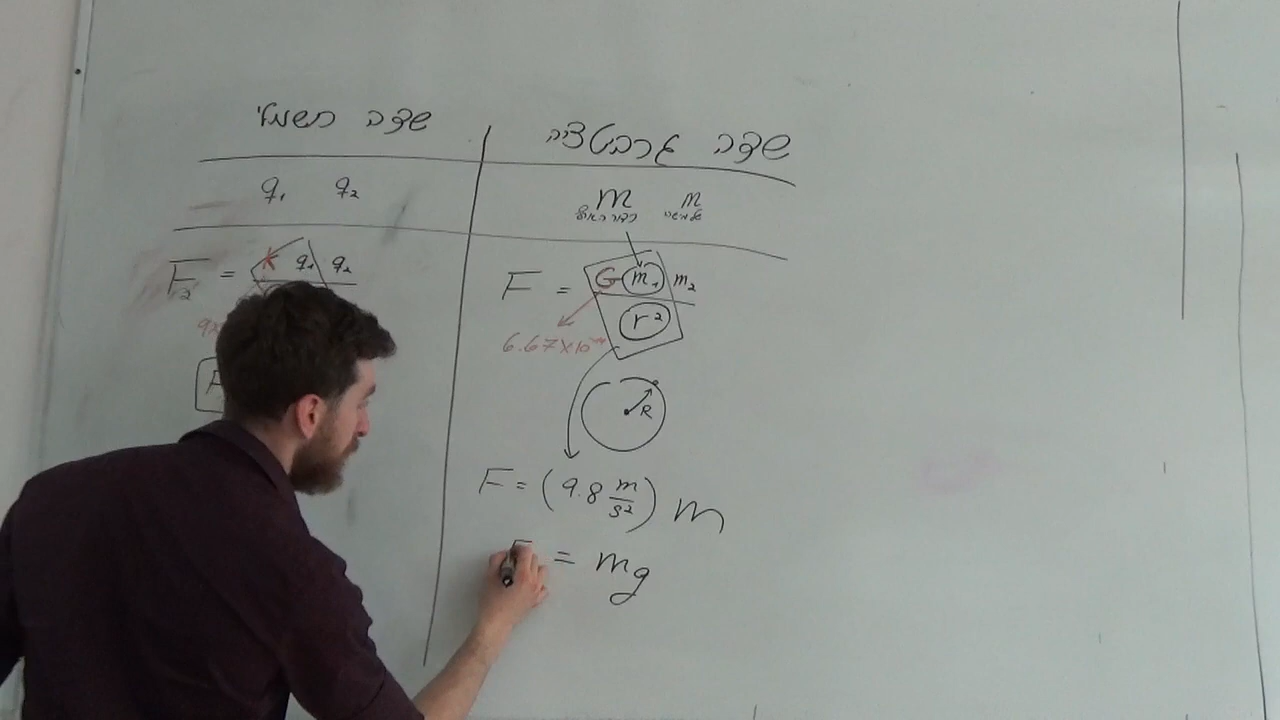 שדה גרביטציה
m m
כדור הארץ
F = G m₁ m₂ / r²
6.67×10
R
F = (9.8 m/s²) m
F = mg
שדה חשמלי
q₁ q₂
F₂ = K q₁ q₂
9×
F